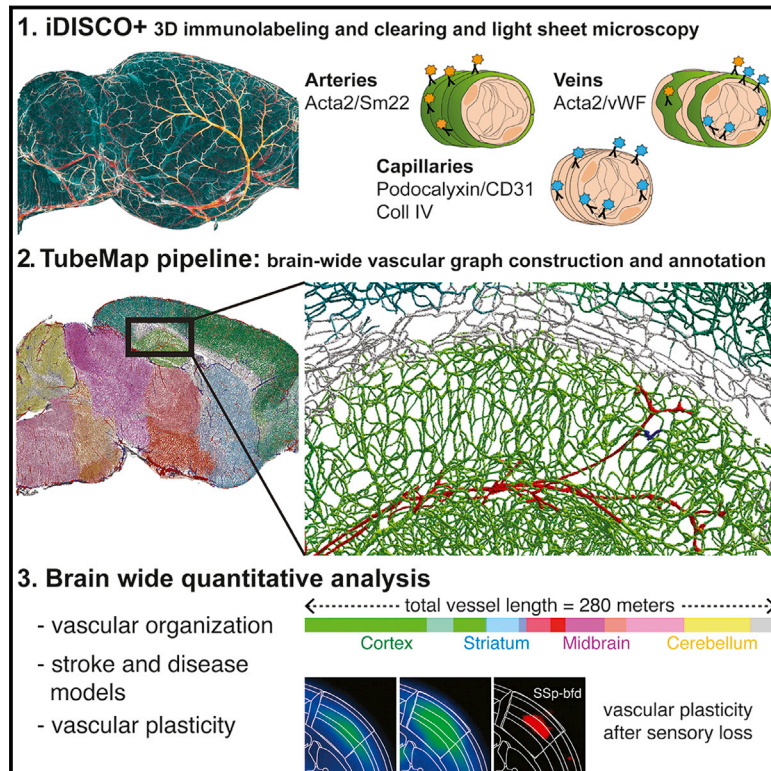 1. iDISCO+ 3D immunolabeling and clearing and light sheet microscopy
Arteries
Acta2/Sm22
Veins
Acta2/vWF
Capillaries
Podocalyxin/CD31
Coll IV
2. TubeMap pipeline: brain-wide vascular graph construction and annotation
3. Brain wide quantitative analysis
- vascular organization
- stroke and disease
models
- vascular plasticity
total vessel length = 280 meters
Cortex Striatum Midbrain Cerebellum
SSp-bfd
vascular plasticity
after sensory loss